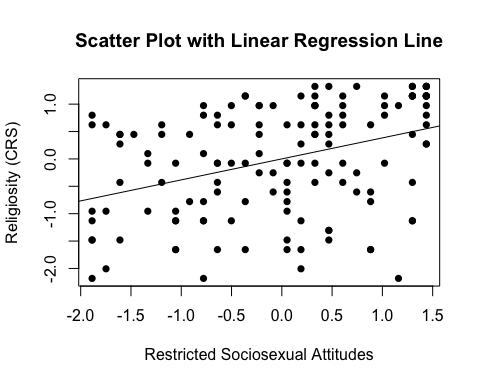 Scatter Plot with Linear Regression Line
Religiosity (CRS)
1.0
0.0
-1.0
-2.0
-2.0 -1.5 -1.0 -0.5 0.0 0.5 1.0 1.5
Restricted Sociosexual Attitudes